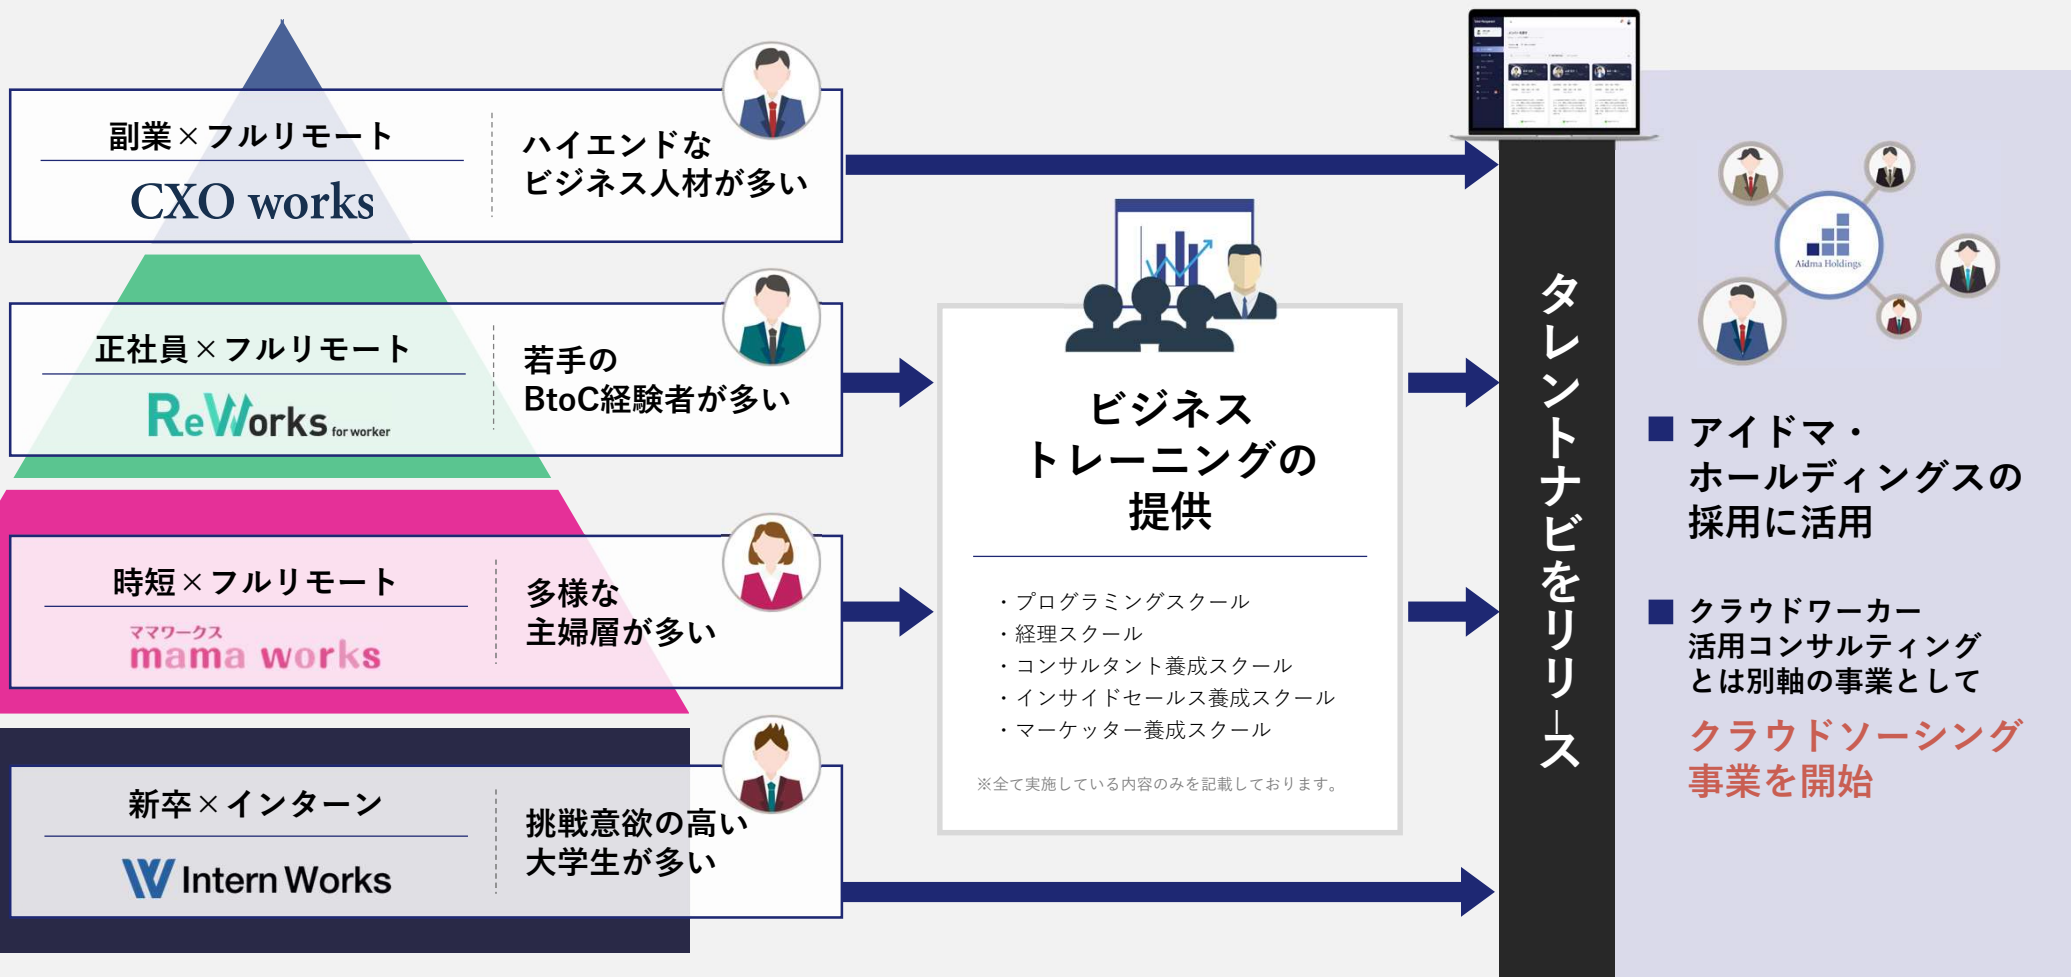 副業×フルリモート
CXO works
ハイエンドな
ビジネス人材が多い
正社員×フルリモート
ReWorks for worker
若手の
BtoC経験者が多い
時短×フルリモート
ママワークス
mama works
多様な
主婦層が多い
新卒×インターン
Intern Works
挑戦意欲の高い
大学生が多い
ビジネス
トレーニングの
提供
・プログラミングスクール
・経理スクール
・コンサルタント養成スクール
・インサイドセールス養成スクール
・マーケッター養成スクール
※全て実施している内容のみを記載しております。
タレントナビをリリース
Aidma Holdings
■ アイドマ・
ホールディングスの
採用に活用
■ クラウドワーカー
活用コンサルティング
とは別軸の事業として
クラウドソーシング
事業を開始